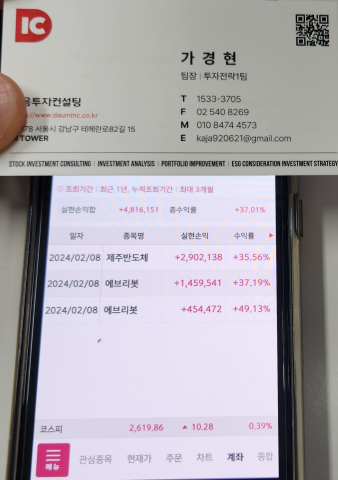 IC
가 경 현
팀장 | 투자전략1팀
투자컨설팅
www.dauminc.co.kr
서울시 강남구 테헤란로82길 15
TOWER
T 1533-3705
F 02 540 8269
M 010 8474 4573
E kaja920621@gmail.com
STOCK INVESTMENT CONSULTING | INVESTMENT ANALYSIS | PORTFOLIO IMPROVEMENT | ESG CONSIDERATION INVESTMENT STRATEGY
조회기간 : 최근 1년, 누적조회기간 : 최대 3개월
실현손익합 +4,816,151 총수익률 +37.01%
일자 종목명 실현손익 수익률
2024/02/08 제주반도체 +2,902,138 +35.56%
2024/02/08 에브리봇 +1,459,541 +37.19%
2024/02/08 에브리봇 +454,472 +49.13%
코스피 2,619.86 ▲ 10.28 0.39%
메뉴 관심종목 현재가 주문 차트 계좌 종합